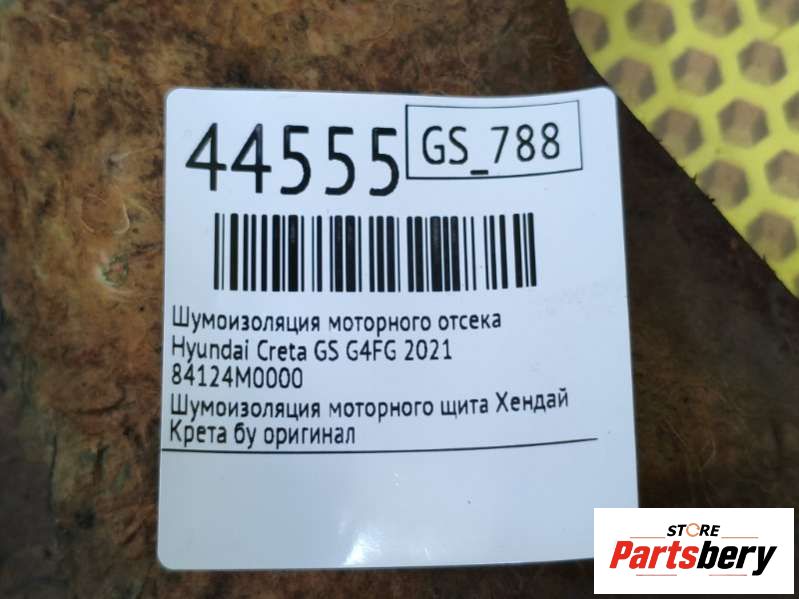 44555
GS_788
Шумоизоляция моторного отсека
Hyundai Creta GS G4FG 2021
84124M0000
Шумоизоляция моторного щита Хендай
Крета бу оригинал
STORE
Partsbery